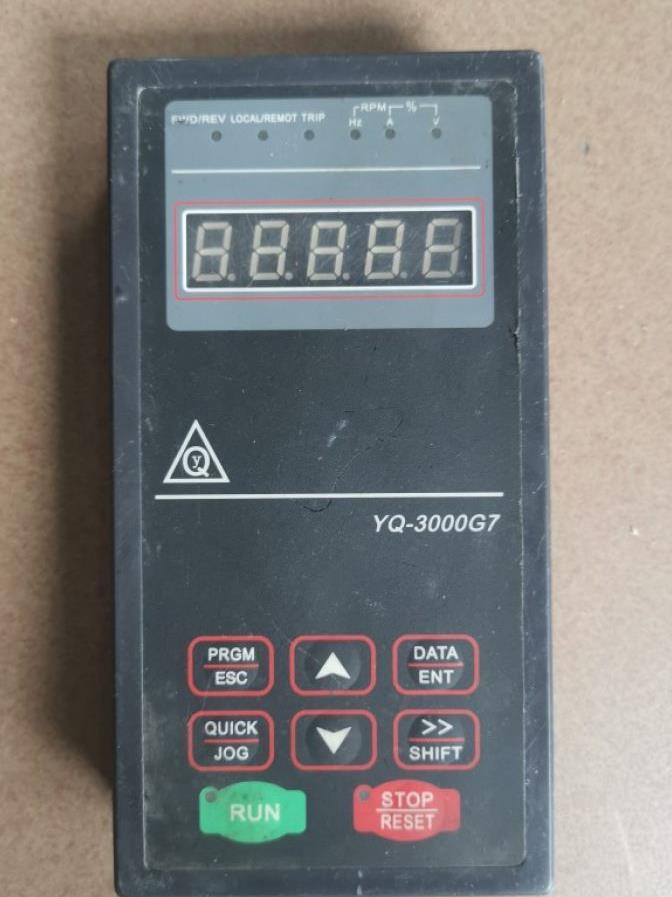 RPM %
FWD/REV LOCAL/REMOT TRIP Hz A V
8.8.8.8.8.
Qy
YQ-3000G7
PRGM
ESC
DATA
ENT
QUICK
JOG
>>
SHIFT
RUN
STOP
RESET